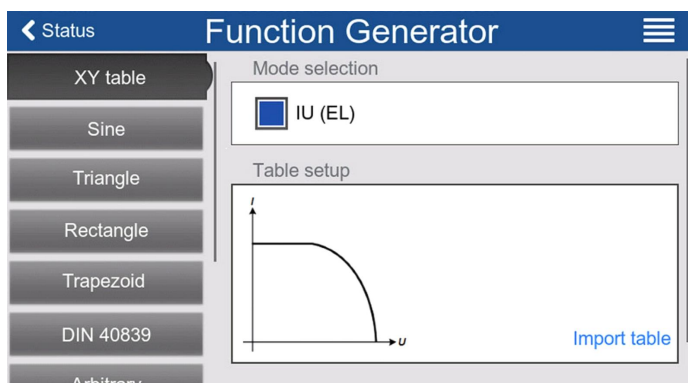 Status
Function Generator
XY table
Sine
Triangle
Rectangle
Trapezoid
DIN 40839
Arbitrary
Mode selection
IU (EL)
Table setup
I
U
Import table